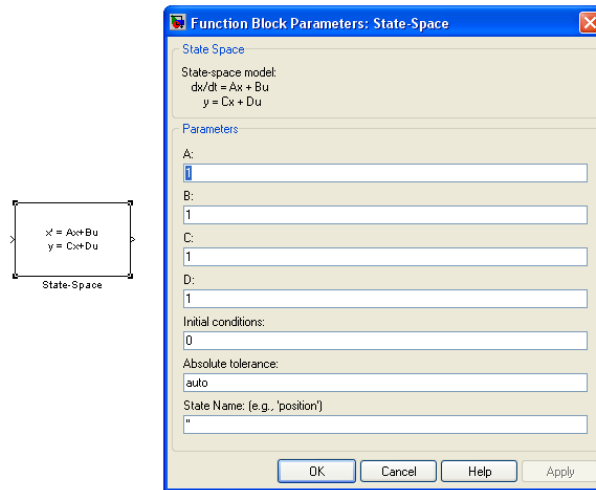 Function Block Parameters: State-Space
State Space
State-space model:
dx/dt = Ax + Bu
y = Cx + Du
Parameters
A:
1
B:
1
C:
1
D:
1
Initial conditions:
0
Absolute tolerance:
auto
State Name: (e.g., 'position')
''
OK Cancel Help Apply
x' = Ax+Bu
y = Cx+Du
State-Space